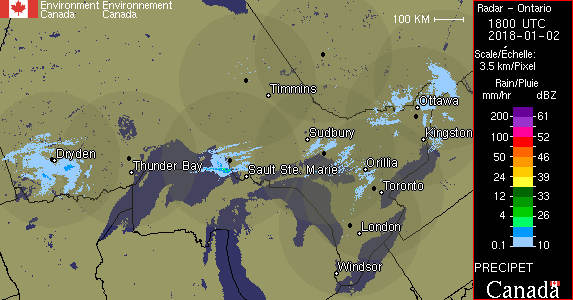 Environment Environnement
Canada Canada
100 KM
Timmins
Ottawa
Sudbury
Kingston
Dryden
Thunder Bay
Sault Ste. Marie
Orillia
Toronto
London
Windsor
Radar - Ontario
1800 UTC
2018-01-02
Scale/Échelle:
3.5 km/Pixel
Rain/Pluie
mm/hr dBZ
200 61
100 57
100 52
50 46
24 39
12 33
4 26
0.1 10
PRECIPET
Canada